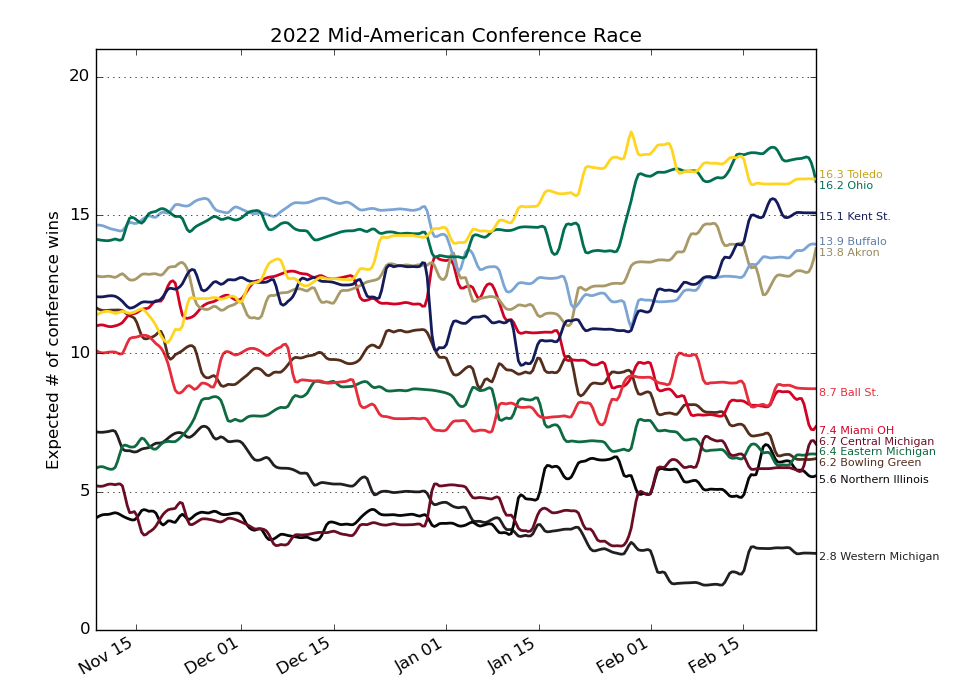 2022 Mid-American Conference Race
Expected # of conference wins
20
15
10
5
0
Nov 15
Dec 01
Dec 15
Jan 01
Jan 15
Feb 01
Feb 15
16.3 Toledo
16.2 Ohio
15.1 Kent St.
13.9 Buffalo
13.8 Akron
8.7 Ball St.
7.4 Miami OH
6.7 Central Michigan
6.4 Eastern Michigan
6.2 Bowling Green
5.6 Northern Illinois
2.8 Western Michigan